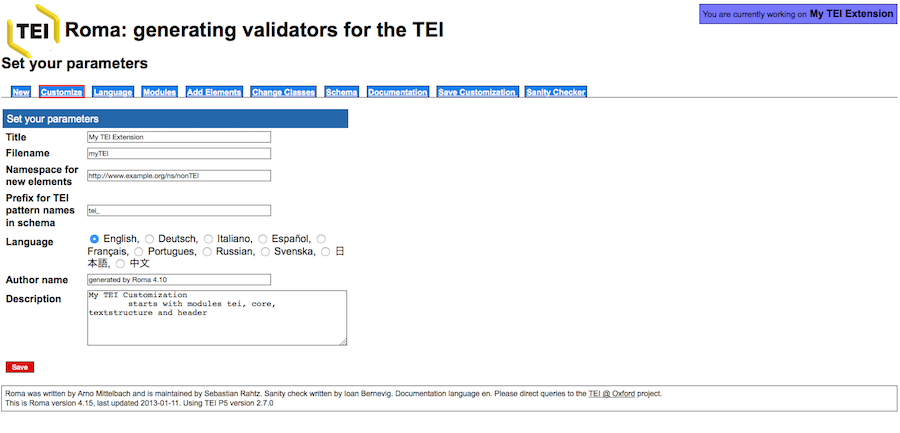 You are currently working on My TEI Extension
TEI Roma: generating validators for the TEI
Set your parameters
New Customize Language Modules Add Elements Change Classes Schema Documentation Save Customization Sanity Checker
Set your parameters
Title My TEI Extension
Filename myTEI
Namespace for
new elements http://www.example.org/ns/nonTEI
Prefix for TEI
pattern names tei_
in schema
Language English, Deutsch, Italiano, Español,
Français, Portugues, Russian, Svenska, 日
本語, 中文
Author name generated by Roma 4.10
Description My TEI Customization
starts with modules tei, core,
textstructure and header
Save
Roma was written by Arno Mittelbach and is maintained by Sebastian Rahtz. Sanity check written by Ioan Bernevig. Documentation language en. Please direct queries to the TEI @ Oxford project.
This is Roma version 4.15, last updated 2013-01-11. Using TEI P5 version 2.7.0